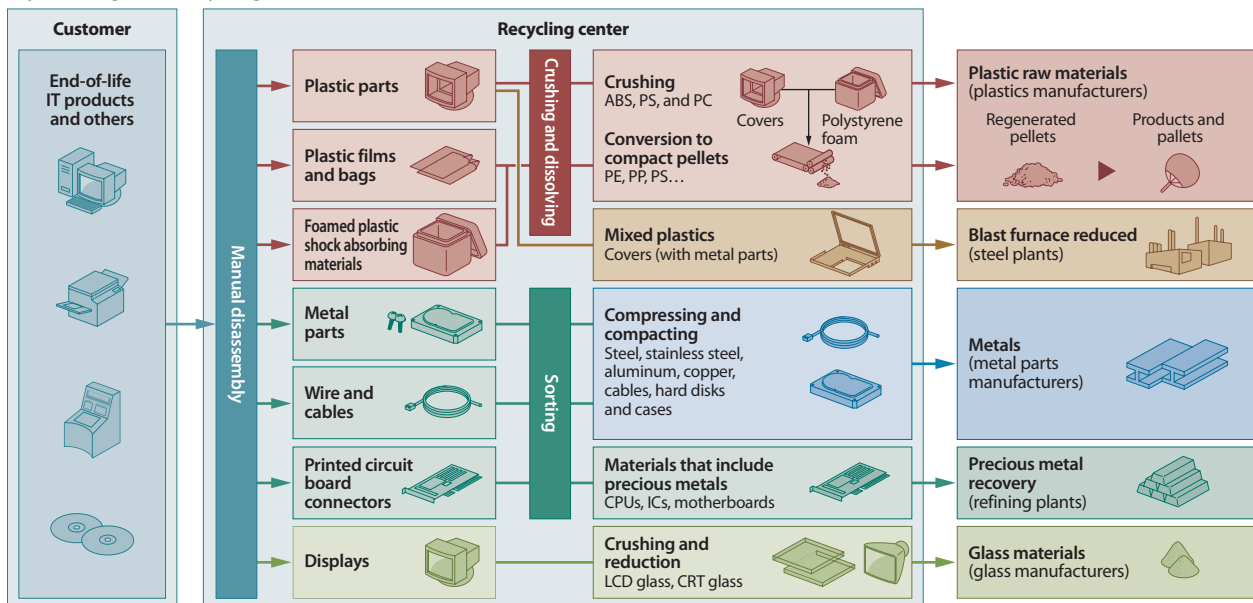 Customer
Recycling center
End-of-life
IT products
and others
Manual disassembly
Plastic parts
Plastic films
and bags
Foamed plastic
shock absorbing
materials
Metal
parts
Wire and
cables
Printed circuit
board
connectors
Displays
Crushing and dissolving
Sorting
Crushing
ABS, PS, and PC
Covers
Polystyrene
foam
Conversion to
compact pellets
PE, PP, PS…
Mixed plastics
Covers (with metal parts)
Compressing and
compacting
Steel, stainless steel,
aluminum, copper,
cables, hard disks
and cases
Materials that include
precious metals
CPUs, ICs, motherboards
Crushing and
reduction
LCD glass, CRT glass
Plastic raw materials
(plastics manufacturers)
Regenerated
pellets
Products and
pallets
Blast furnace reduced
(steel plants)
Metals
(metal parts
manufacturers)
Precious metal
recovery
(refining plants)
Glass materials
(glass manufacturers)